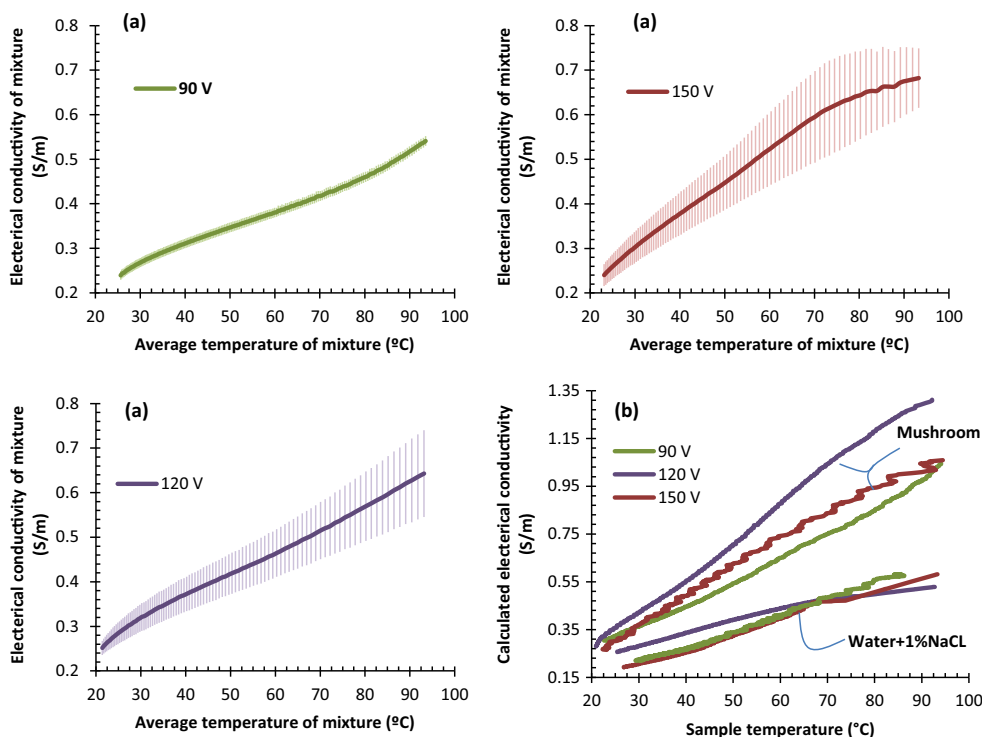 (a)
90 V
Electerical conductivity of mixture
(S/m)
0.8
0.7
0.6
0.5
0.4
0.3
0.2
20 30 40 50 60 70 80 90 100
Average temperature of mixture (ºC)
(a)
150 V
Electerical conductivity of mixture
(S/m)
0.8
0.7
0.6
0.5
0.4
0.3
0.2
20 30 40 50 60 70 80 90 100
Average temperature of mixture (ºC)
(a)
120 V
Electerical conductivity of mixture
(S/m)
0.8
0.7
0.6
0.5
0.4
0.3
0.2
20 30 40 50 60 70 80 90 100
Average temperature of mixture (ºC)
(b)
90 V
120 V
150 V
Mushroom
Water+1%NaCL
Calculated electerical conductivity
(S/m)
1.35
1.15
0.95
0.75
0.55
0.35
0.15
20 30 40 50 60 70 80 90 100
Sample temperature (°C)